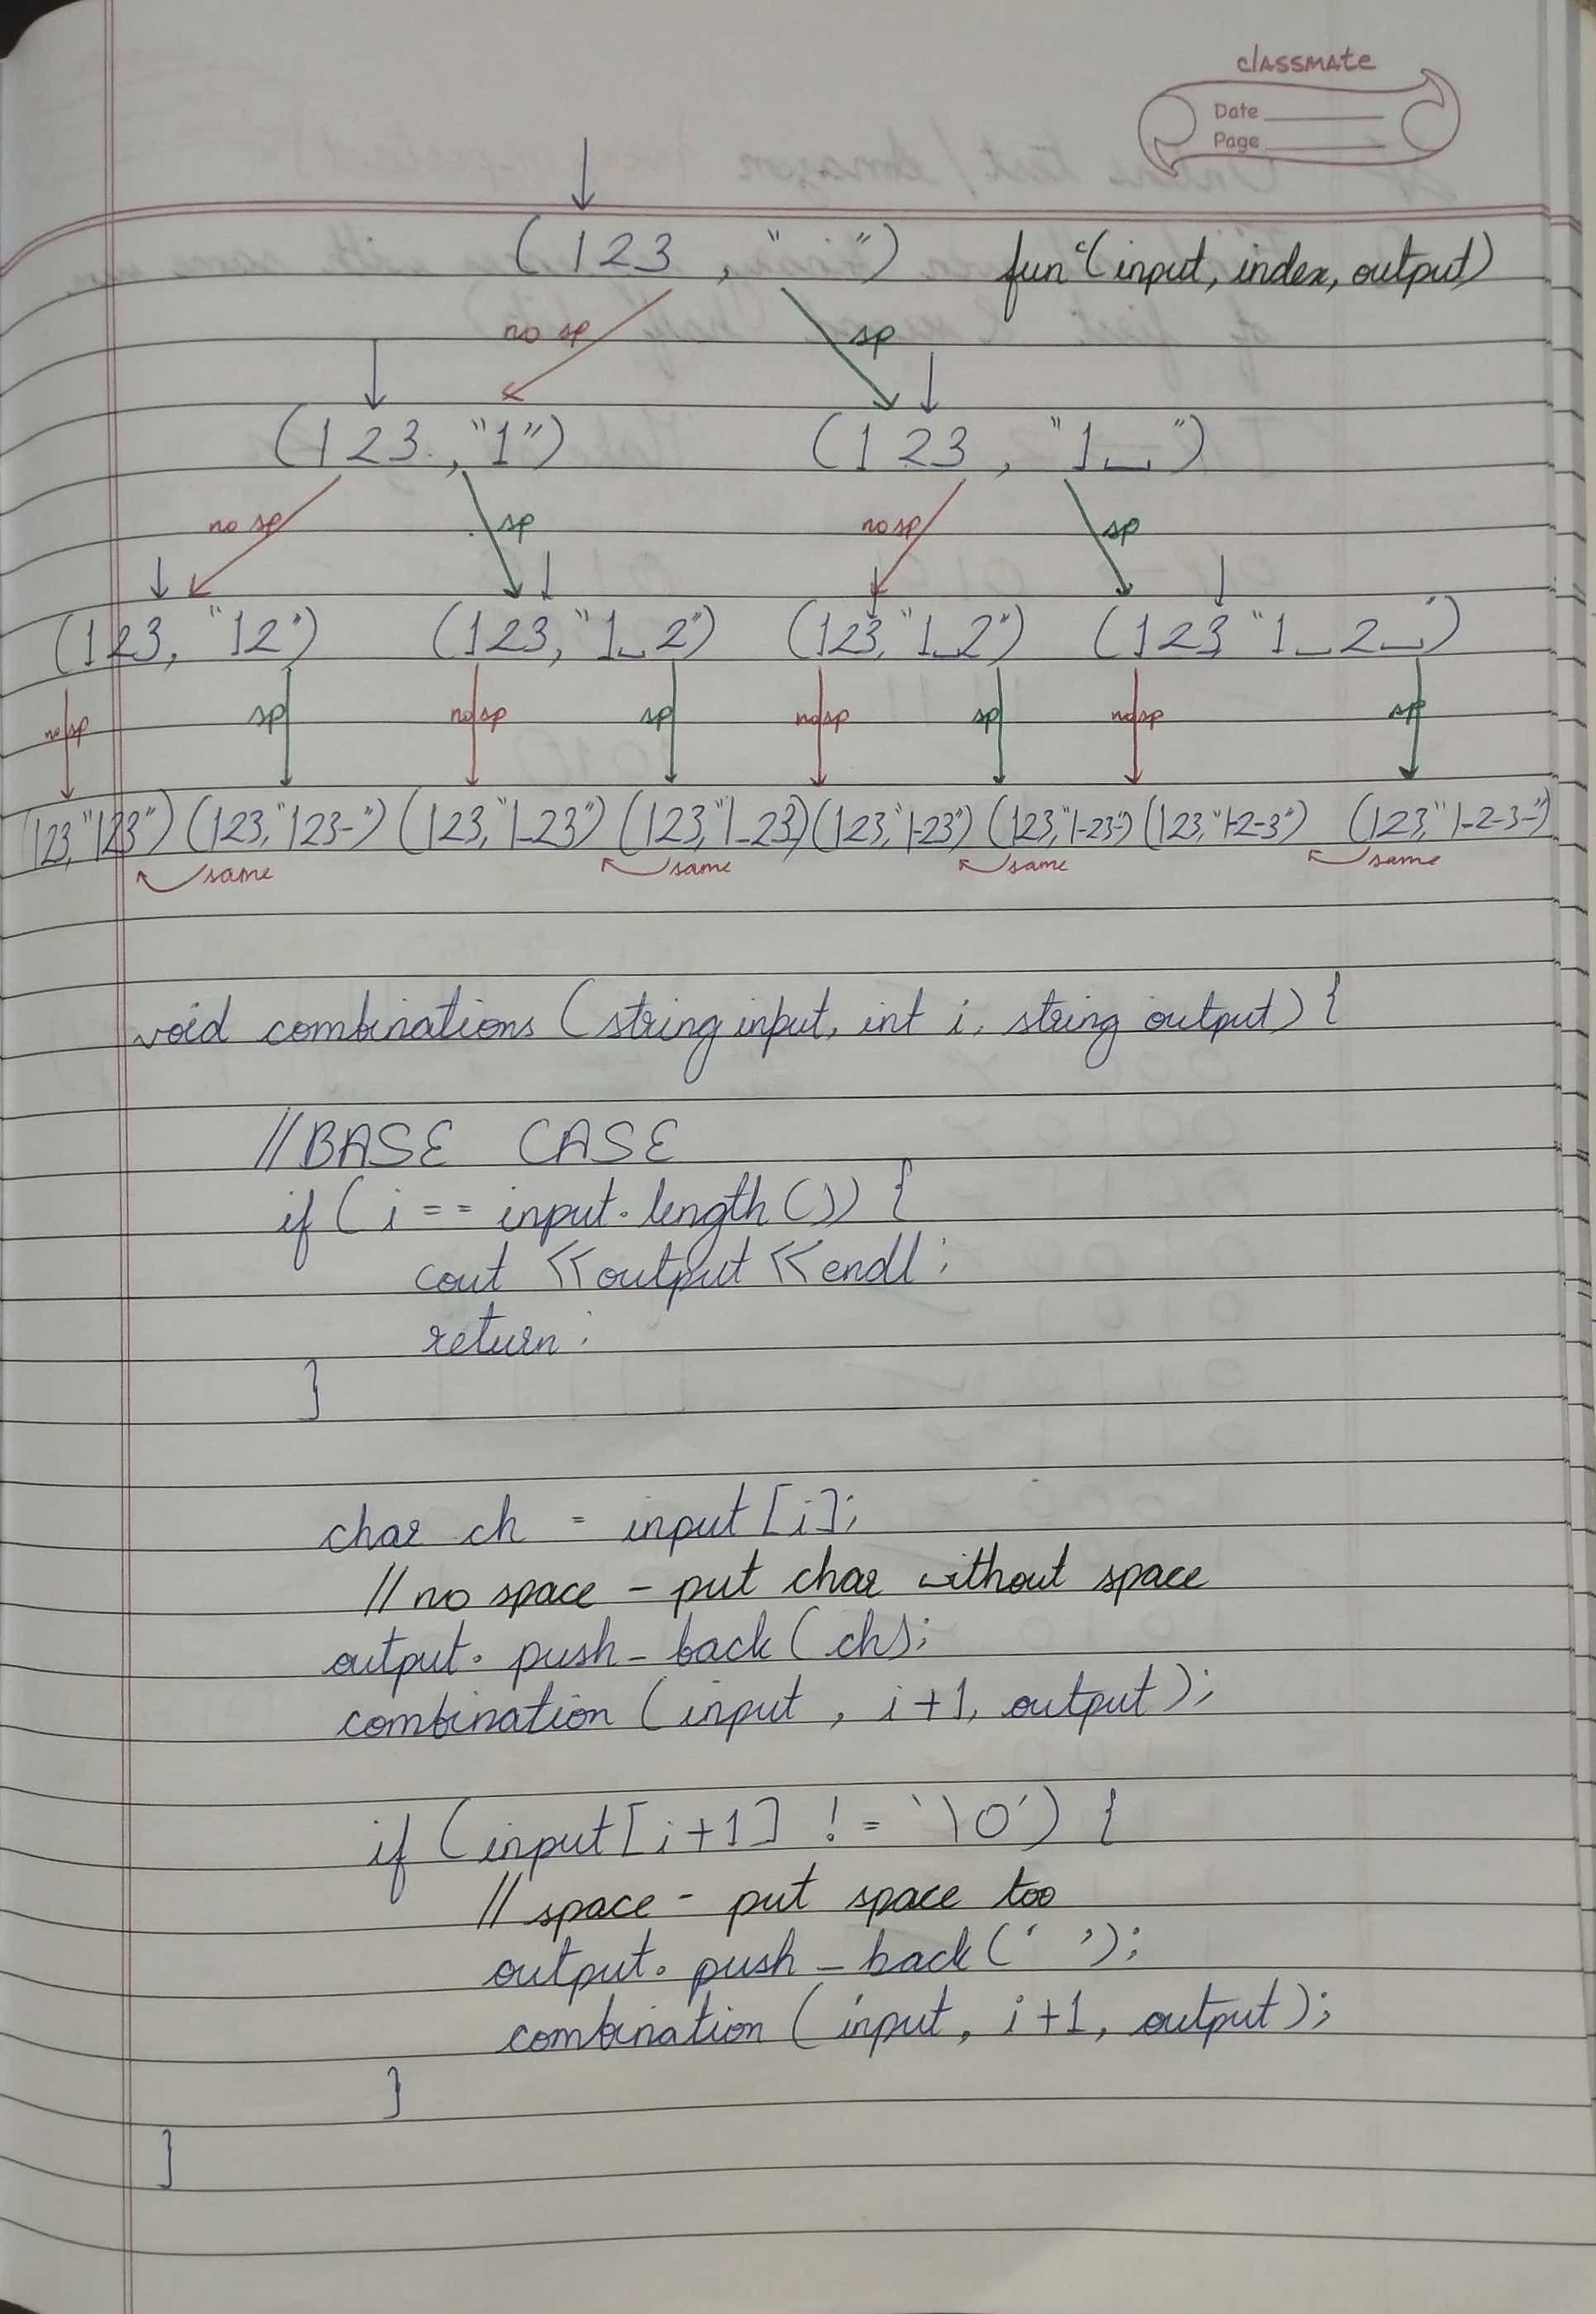 classmate
Date
Page
(123 , " ") func(input, index, output)
no sp sp
(123 , "1") (123 , "1_")
no sp sp no sp sp
(123, "12") (123, "1_2") (123, "1_2") (123 "1_2_")
no sp sp no sp sp no sp sp no sp sp
(123, "123") (123, "123-") (123, "1_23") (123, "1_23) (123, "1-23") (123, "1-23-) (123, "1-2-3") (123, "1-2-3-")
same same same same
void combinations (string input, int i, string output) {
//BASE CASE
if ( i == input.length()) {
cout << output << endl;
return;
}
char ch = input [i];
// no space - put char without space
output. push_back (ch);
combination (input , i+1, output);
if (input[i+1] != '\0') {
// space - put space too
output. push_back (' ');
combination (input, i+1, output);
}
}